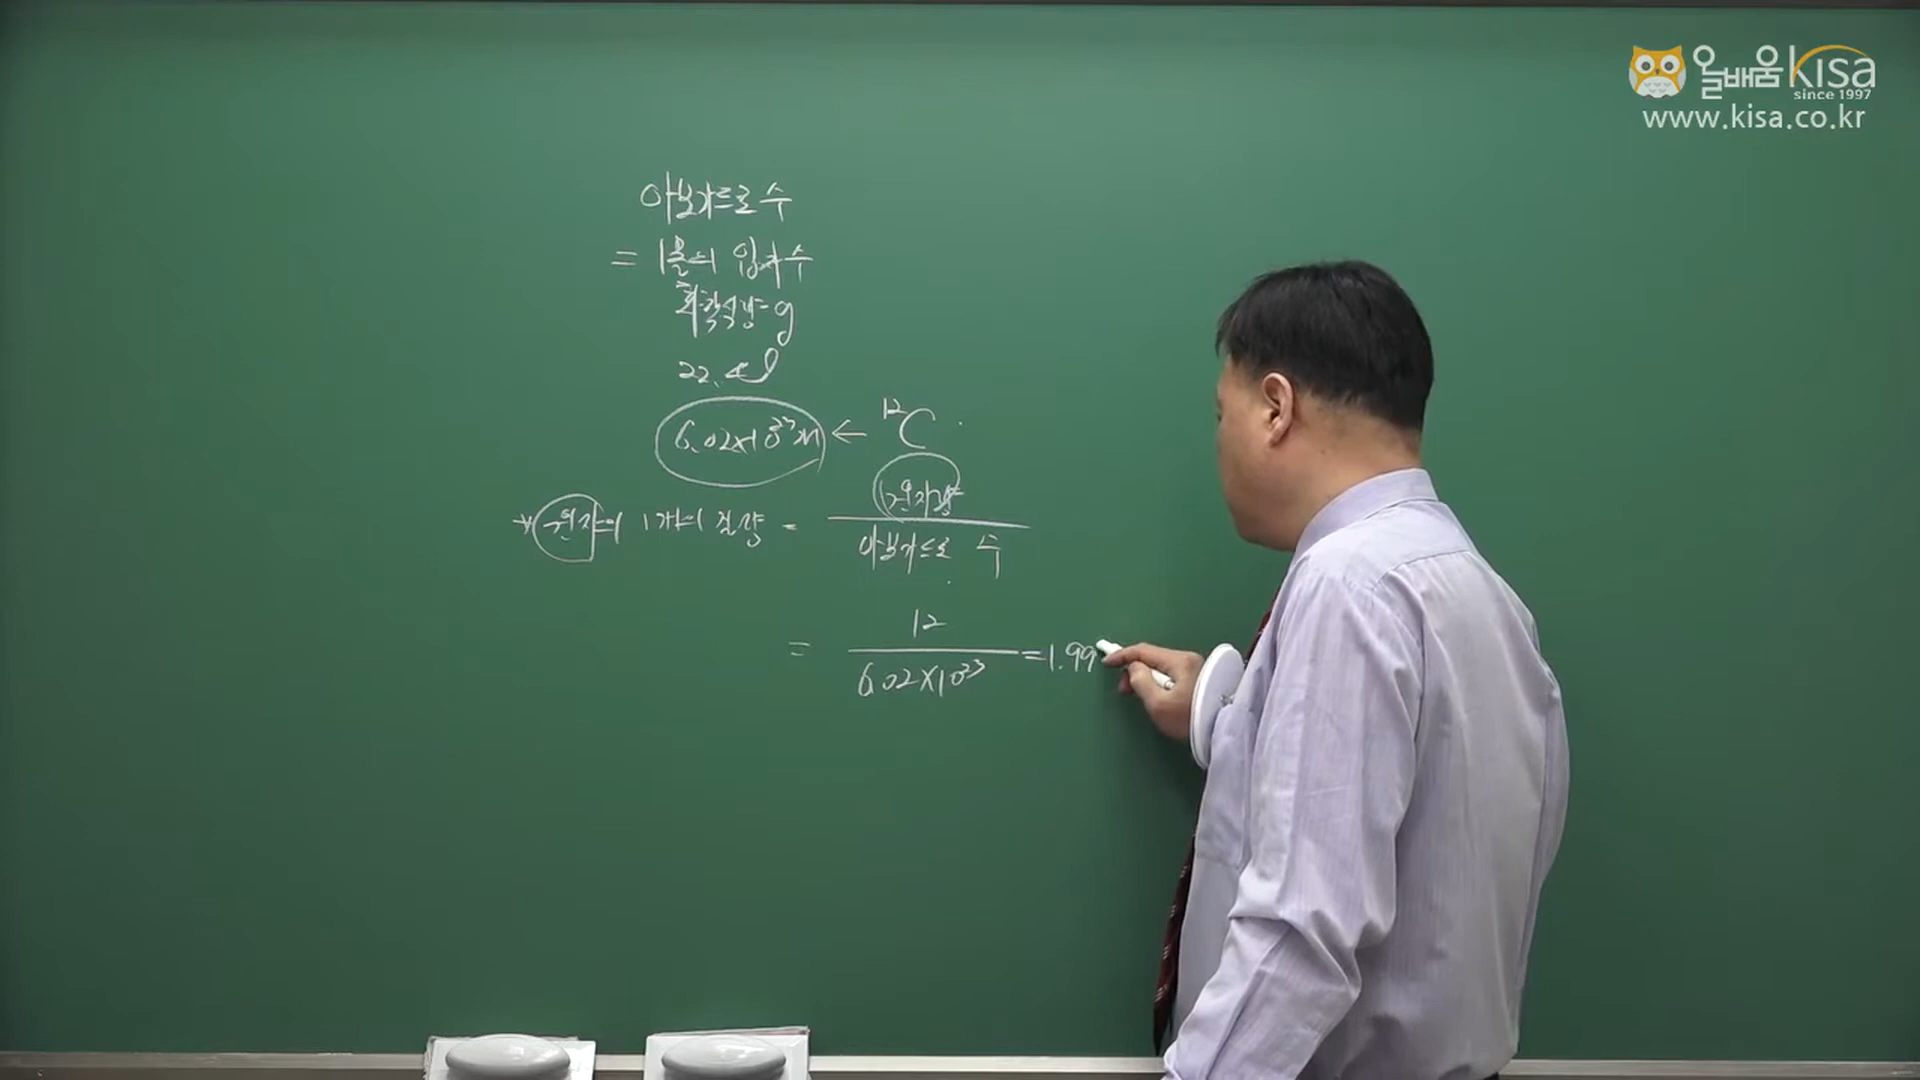 올배움kisa
since 1997
www.kisa.co.kr
아보가드로 수
= 1몰의 입자수
화학식량 g
22.4l
6.02×10²³개 ← ¹²C
원자의 1개의 질량 = 원자량 / 아보가드로 수
= 12 / 6.02×10²³ = 1.99